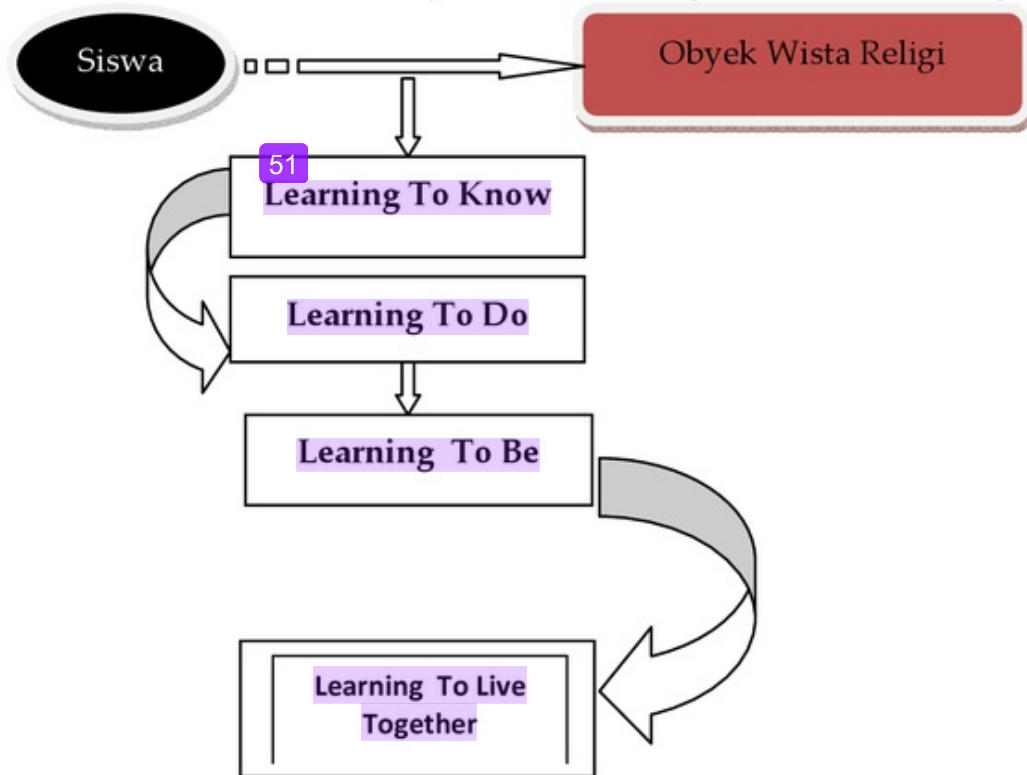 Siswa
Obyek Wista Religi
51
Learning To Know
Learning To Do
Learning To Be
Learning To Live
Together